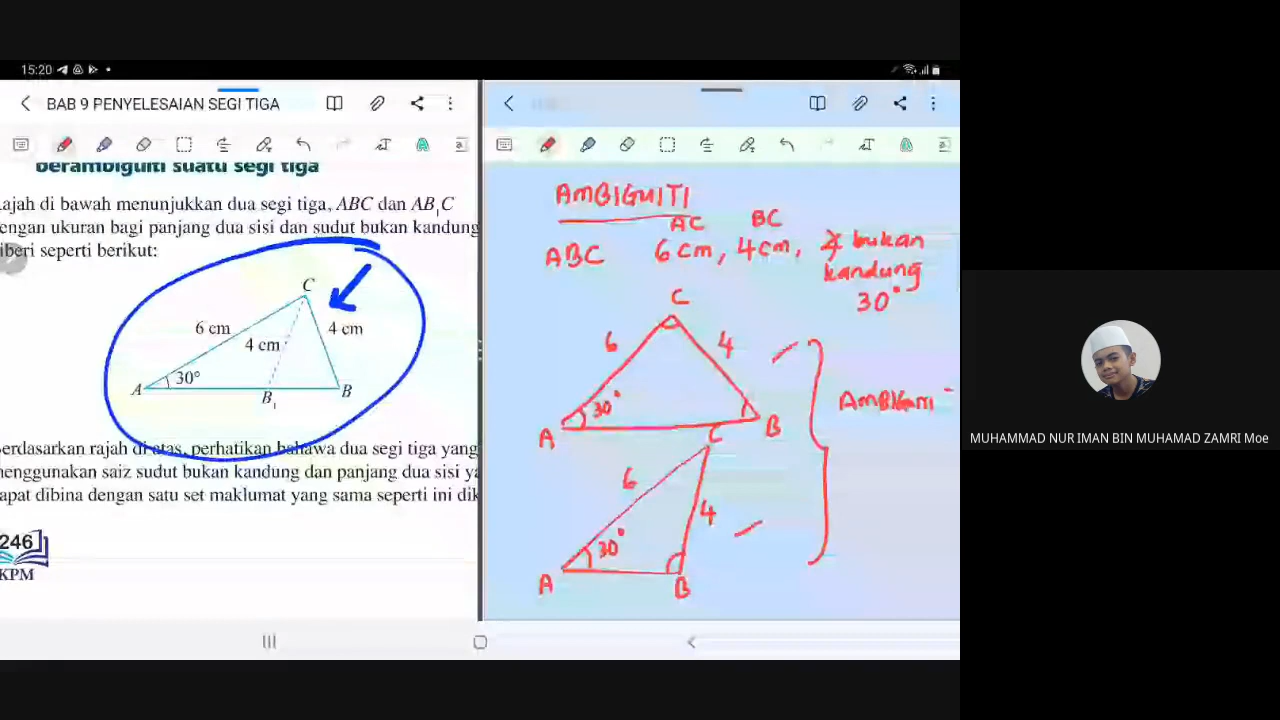 15:20
BAB 9 PENYELESAIAN SEGI TIGA
berambiguiti suatu segi tiga
ajah di bawah menunjukkan dua segi tiga, ABC dan AB₁C
engan ukuran bagi panjang dua sisi dan sudut bukan kandung
iberi seperti berikut:
C
6 cm
4 cm
4 cm
30°
A
B₁
B
erdasarkan rajah di atas, perhatikan bahawa dua segi tiga yang
enggunakan saiz sudut bukan kandung dan panjang dua sisi ya
apat dibina dengan satu set maklumat yang sama seperti ini dik
246
KPM
AMBIGUITI
AC BC
ABC 6 cm, 4 cm, ∡ bukan
kandung
30°
C
6
4
30°
A
B
C
6
4
30°
A
B
MUHAMMAD NUR IMAN BIN MUHAMAD ZAMRI Moe